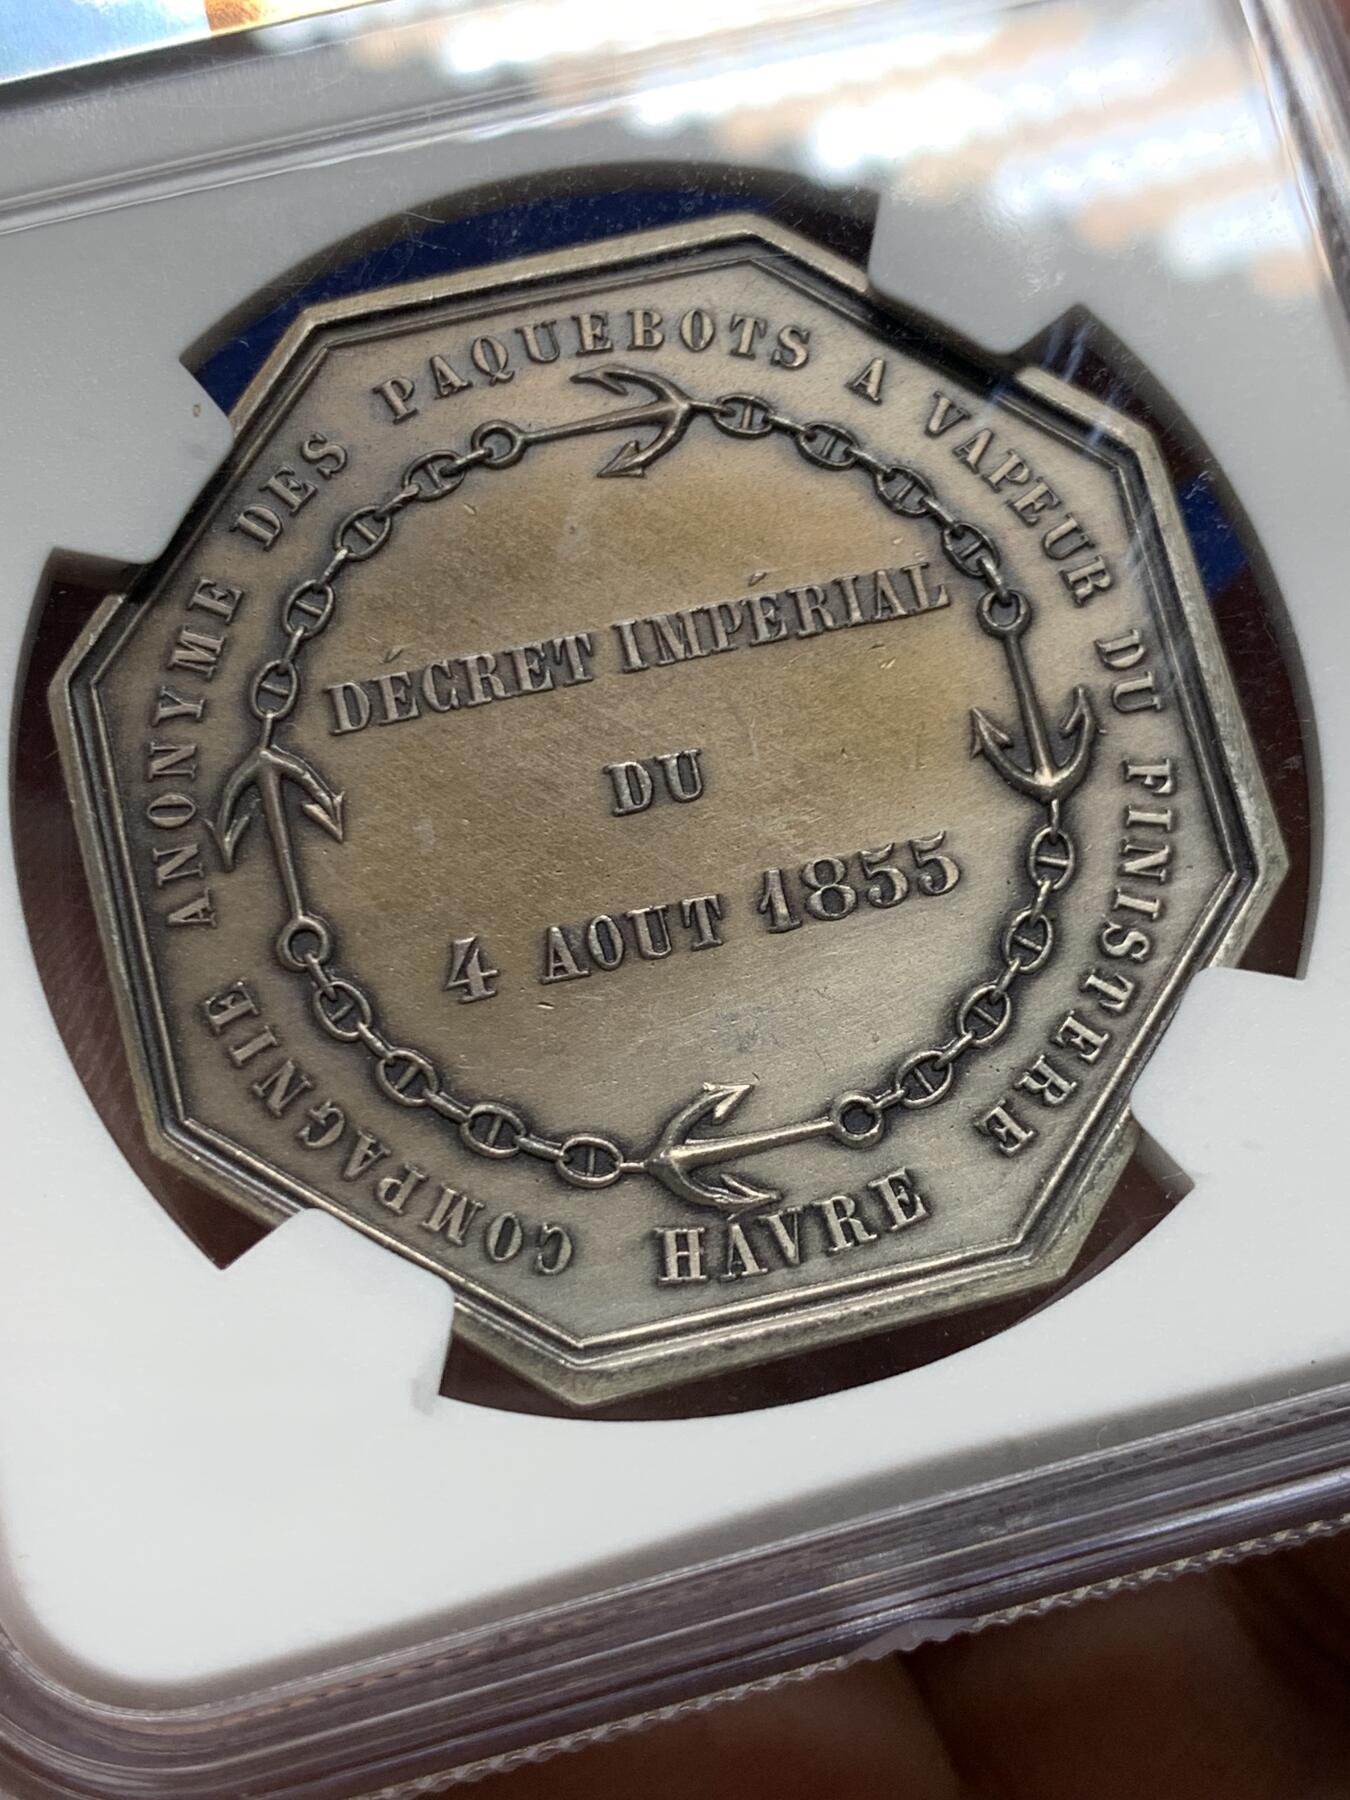 COMPAGNIE ANONYME DES PAQUEBOTS A VAPEUR DU FINISTERE
DÉCRET IMPÉRIAL
DU
4 AOUT 1855
HAVRE